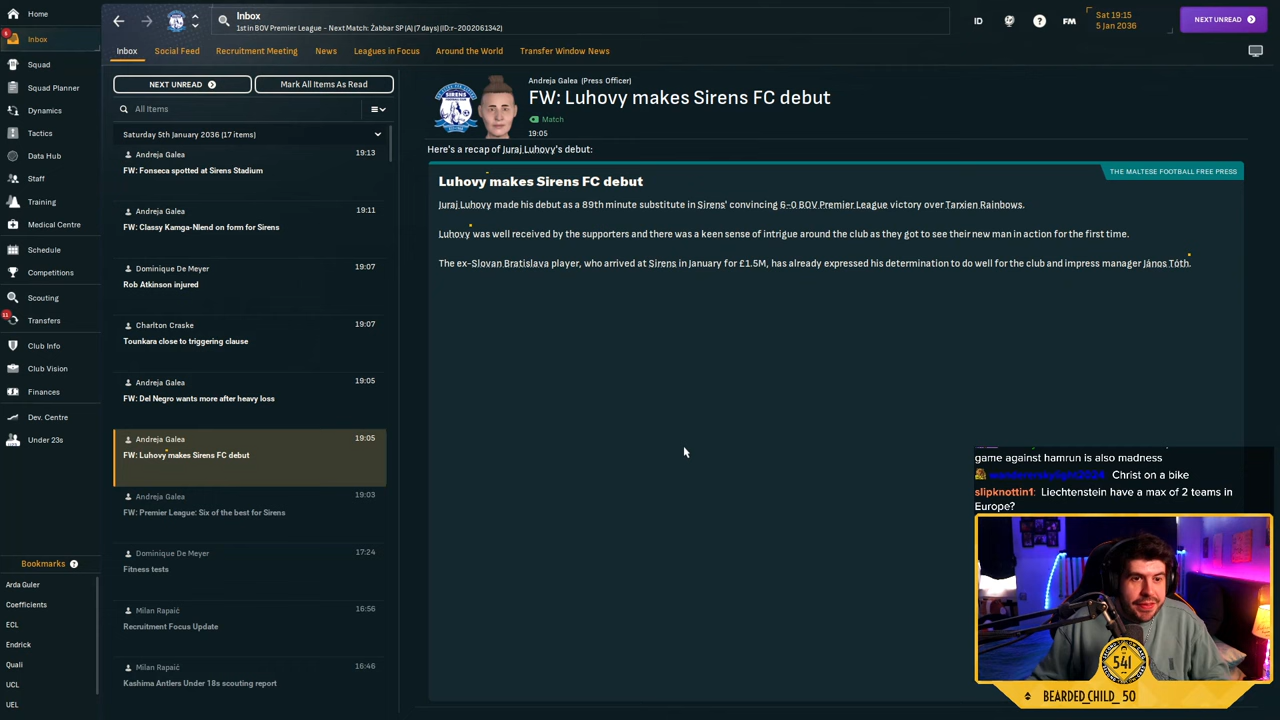 Home
6
Inbox
Squad
Squad Planner
Dynamics
Tactics
Data Hub
Staff
Training
Medical Centre
Schedule
Competitions
Scouting
11
Transfers
Club Info
Club Vision
Finances
Dev. Centre
Under 23s
Bookmarks ?
Arda Guler
Coefficients
ECL
Endrick
Quali
UCL
UEL
Inbox
1st in BOV Premier League - Next Match: Żabbar SP (A) (7 days) (ID:r-2002061342)
ID
?
FM
Sat 19:15
5 Jan 2036
NEXT UNREAD
Inbox
Social Feed
Recruitment Meeting
News
Leagues in Focus
Around the World
Transfer Window News
NEXT UNREAD
Mark All Items As Read
All Items
Saturday 5th January 2036 (17 items)
Andreja Galea 19:13
FW: Fonseca spotted at Sirens Stadium
Andreja Galea 19:11
FW: Classy Kamga-Nlend on form for Sirens
Dominique De Meyer 19:07
Rob Atkinson injured
Charlton Craske 19:07
Tounkara close to triggering clause
Andreja Galea 19:05
FW: Del Negro wants more after heavy loss
Andreja Galea 19:05
FW: Luhovy makes Sirens FC debut
Andreja Galea 19:03
FW: Premier League: Six of the best for Sirens
Dominique De Meyer 17:24
Fitness tests
Milan Rapaić 16:56
Recruitment Focus Update
Milan Rapaić 16:46
Kashima Antlers Under 18s scouting report
SIRENS
Andreja Galea (Press Officer)
FW: Luhovy makes Sirens FC debut
Match
19:05
Here's a recap of Juraj Luhovy's debut:
THE MALTESE FOOTBALL FREE PRESS
Luhovy makes Sirens FC debut
Juraj Luhovy made his debut as a 89th minute substitute in Sirens' convincing 6-0 BOV Premier League victory over Tarxien Rainbows.
Luhovy was well received by the supporters and there was a keen sense of intrigue around the club as they got to see their new man in action for the first time.
The ex-Slovan Bratislava player, who arrived at Sirens in January for £1.5M, has already expressed his determination to do well for the club and impress manager János Tóth.
game against hamrun is also madness
Christ on a bike
slipknottin1: Liechtenstein have a max of 2 teams in
Europe?
541
BEARDED_CHILD_ 50